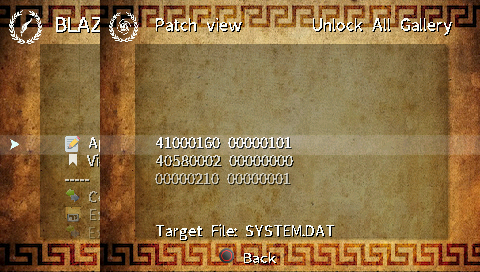 BLAZ
Patch view
Unlock All Gallery
41000160 00000101
40580002 00000000
-----
00000210 00000001
Target File: SYSTEM.DAT
Back